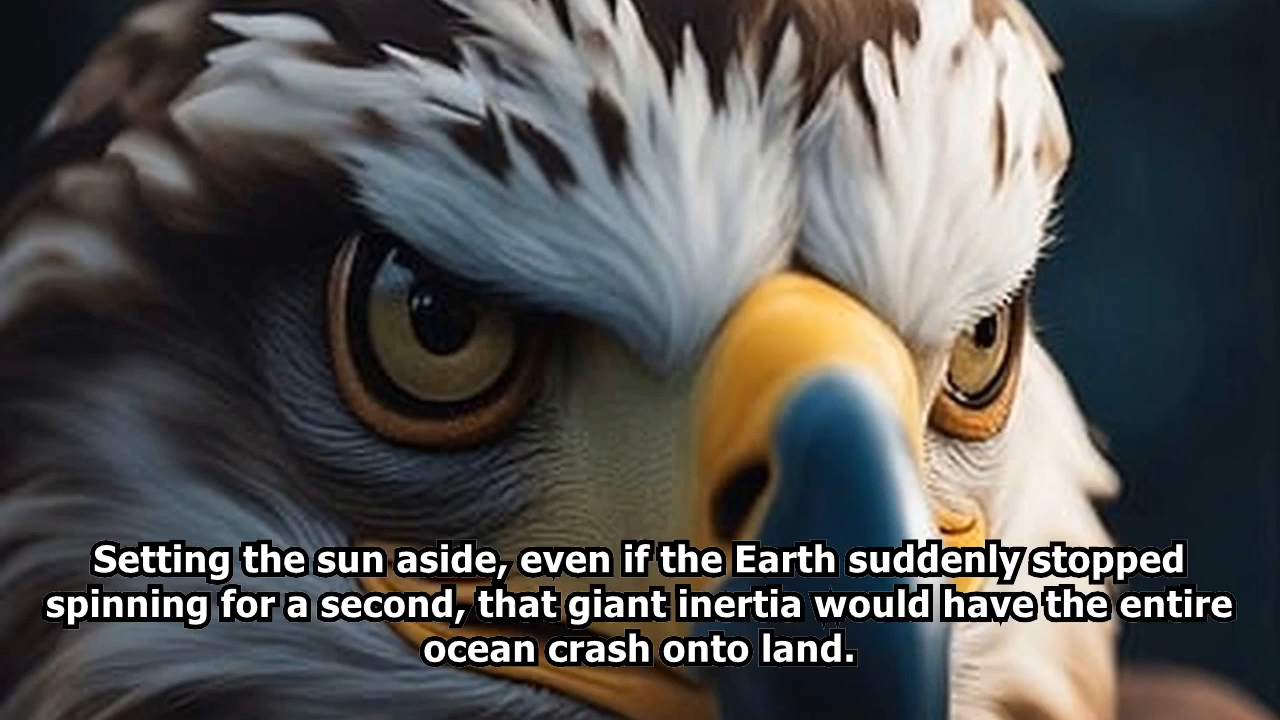 Setting the sun aside, even if the Earth suddenly stopped
spinning for a second, that giant inertia would have the entire
ocean crash onto land.